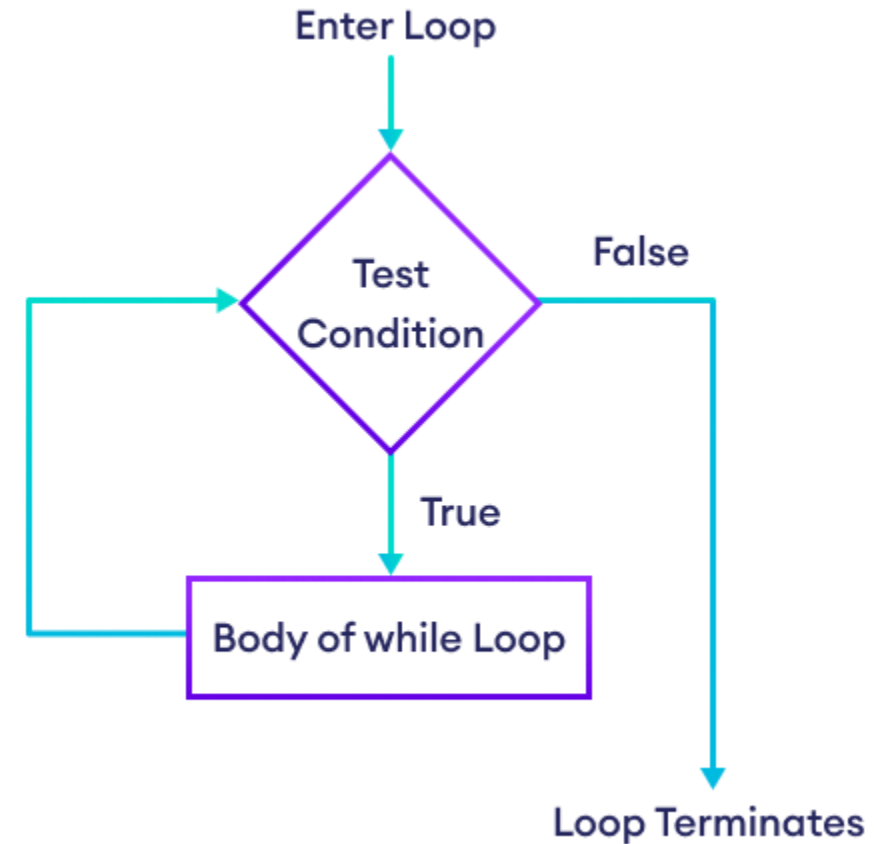 Enter Loop
False
Test
Condition
True
Body of while Loop
Loop Terminates